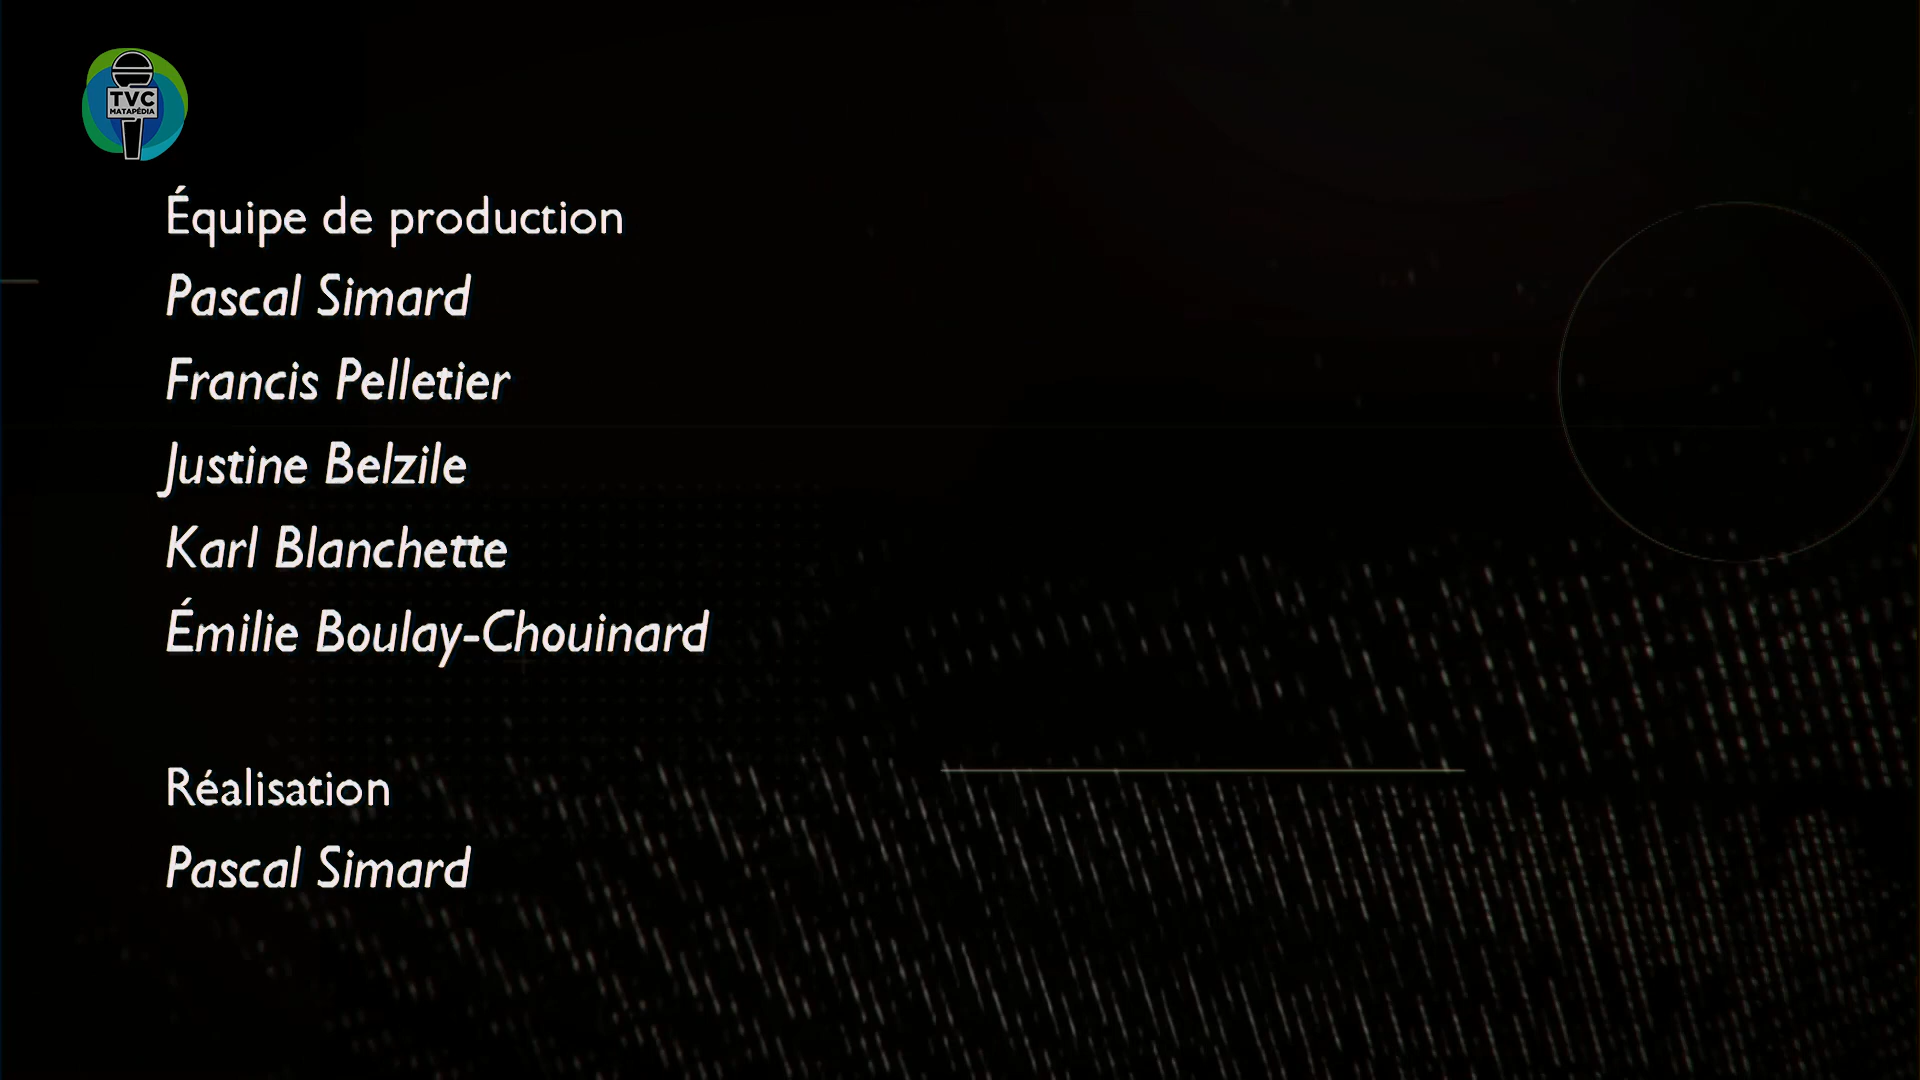 TVC
MATAPÉDIA
Équipe de production
Pascal Simard
Francis Pelletier
Justine Belzile
Karl Blanchette
Émilie Boulay-Chouinard
Réalisation
Pascal Simard